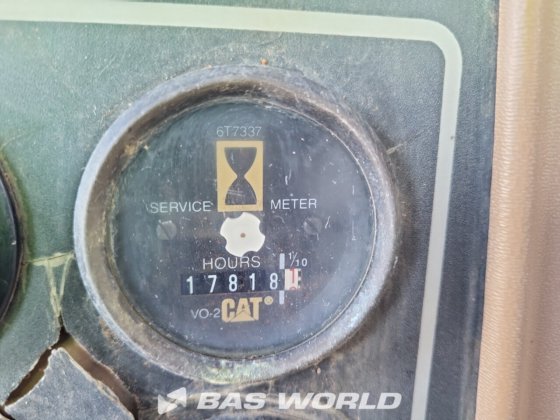 6T7337
SERVICE METER
HOURS 1/10
17818
VO-2 CAT®
BAS WORLD